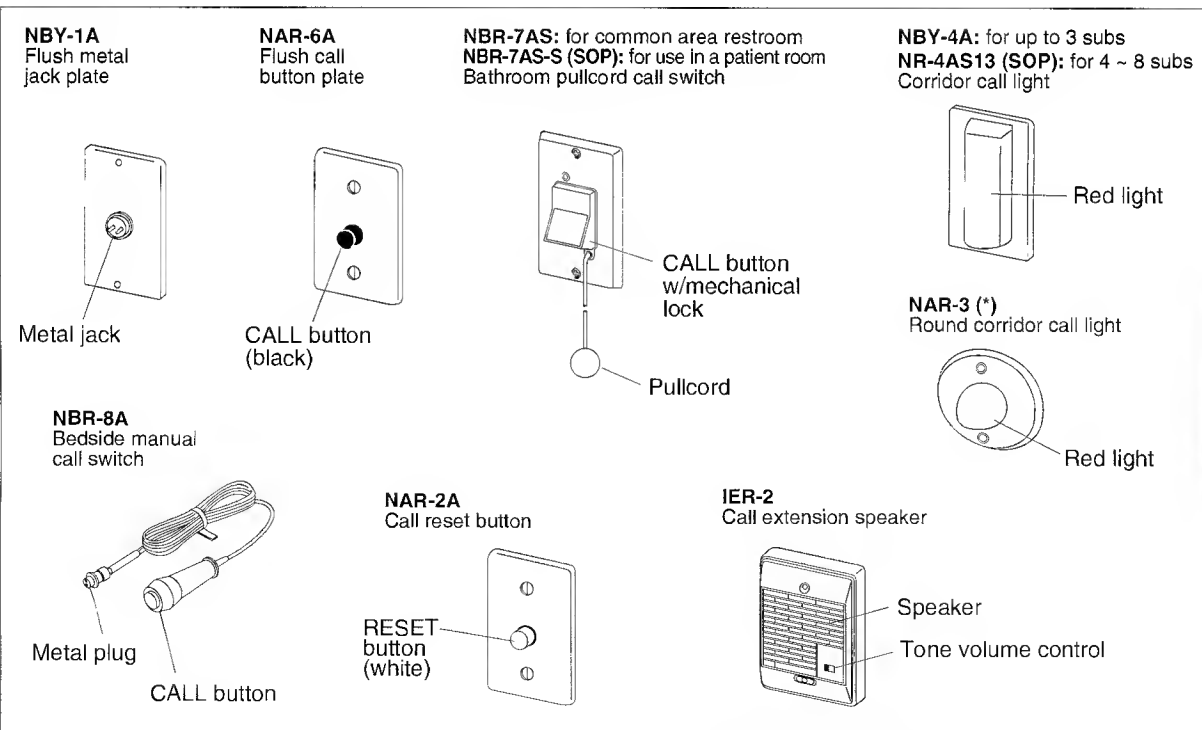 NBY-1A
Flush metal
jack plate
Metal jack
NAR-6A
Flush call
button plate
CALL button
(black)
NBR-7AS: for common area restroom
NBR-7AS-S (SOP): for use in a patient room
Bathroom pullcord call switch
CALL button
w/mechanical
lock
Pullcord
NBY-4A: for up to 3 subs
NR-4AS13 (SOP): for 4 ~ 8 subs
Corridor call light
Red light
NAR-3 (*)
Round corridor call light
Red light
NBR-8A
Bedside manual
call switch
Metal plug
CALL button
NAR-2A
Call reset button
RESET
button
(white)
IER-2
Call extension speaker
Speaker
Tone volume control